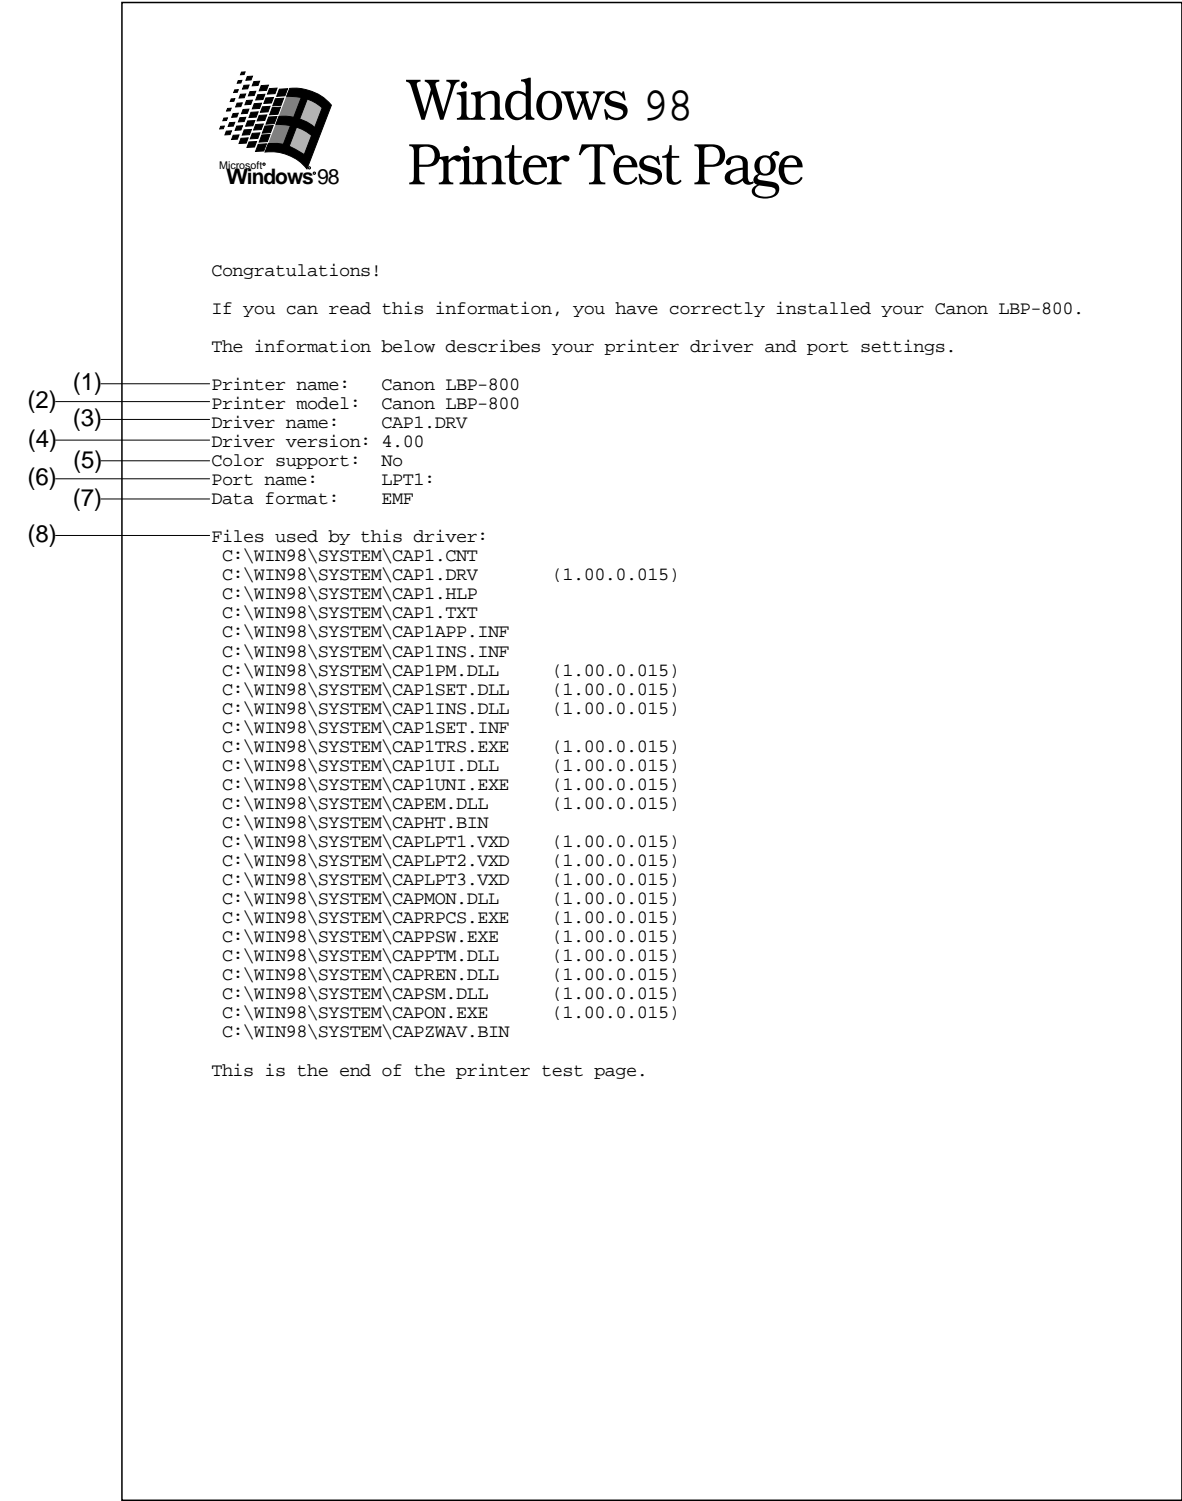 Microsoft®
Windows®98
Windows 98
Printer Test Page
Congratulations!
If you can read this information, you have correctly installed your Canon LBP-800.
The information below describes your printer driver and port settings.
(1) Printer name: Canon LBP-800
(2) Printer model: Canon LBP-800
(3) Driver name: CAP1.DRV
(4) Driver version: 4.00
(5) Color support: No
(6) Port name: LPT1:
(7) Data format: EMF
(8) Files used by this driver:
C:\WIN98\SYSTEM\CAP1.CNT
C:\WIN98\SYSTEM\CAP1.DRV (1.00.0.015)
C:\WIN98\SYSTEM\CAP1.HLP
C:\WIN98\SYSTEM\CAP1.TXT
C:\WIN98\SYSTEM\CAP1APP.INF
C:\WIN98\SYSTEM\CAP1INS.INF
C:\WIN98\SYSTEM\CAP1PM.DLL (1.00.0.015)
C:\WIN98\SYSTEM\CAP1SET.DLL (1.00.0.015)
C:\WIN98\SYSTEM\CAP1INS.DLL (1.00.0.015)
C:\WIN98\SYSTEM\CAP1SET.INF
C:\WIN98\SYSTEM\CAP1TRS.EXE (1.00.0.015)
C:\WIN98\SYSTEM\CAP1UI.DLL (1.00.0.015)
C:\WIN98\SYSTEM\CAP1UNI.EXE (1.00.0.015)
C:\WIN98\SYSTEM\CAPEM.DLL (1.00.0.015)
C:\WIN98\SYSTEM\CAPHT.BIN
C:\WIN98\SYSTEM\CAPLPT1.VXD (1.00.0.015)
C:\WIN98\SYSTEM\CAPLPT2.VXD (1.00.0.015)
C:\WIN98\SYSTEM\CAPLPT3.VXD (1.00.0.015)
C:\WIN98\SYSTEM\CAPMON.DLL (1.00.0.015)
C:\WIN98\SYSTEM\CAPRPCS.EXE (1.00.0.015)
C:\WIN98\SYSTEM\CAPPSW.EXE (1.00.0.015)
C:\WIN98\SYSTEM\CAPPTM.DLL (1.00.0.015)
C:\WIN98\SYSTEM\CAPREN.DLL (1.00.0.015)
C:\WIN98\SYSTEM\CAPSM.DLL (1.00.0.015)
C:\WIN98\SYSTEM\CAPON.EXE (1.00.0.015)
C:\WIN98\SYSTEM\CAPZWAV.BIN
This is the end of the printer test page.